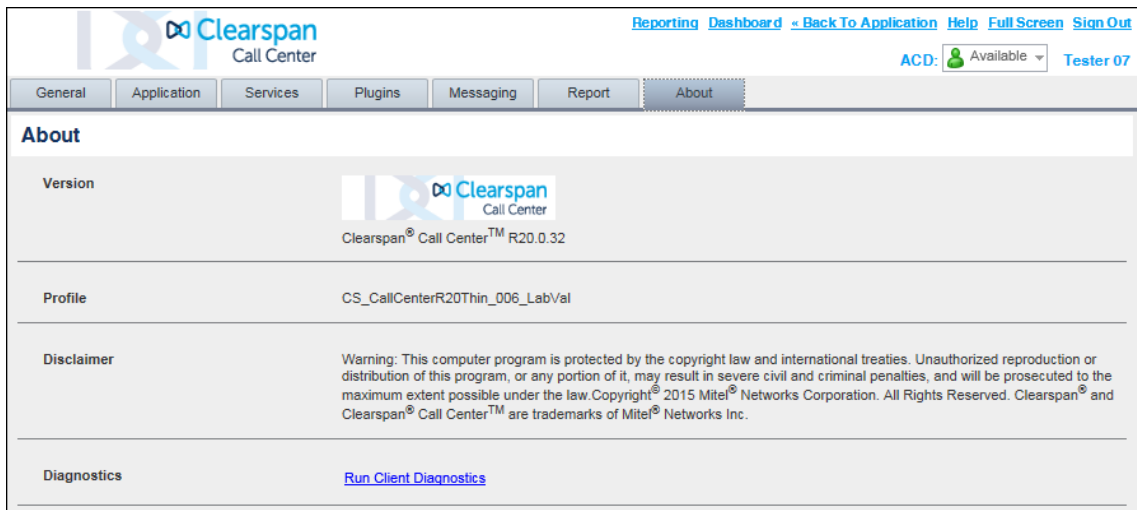 Clearspan
Call Center
Reporting Dashboard « Back To Application Help Full Screen Sign Out
ACD: Available Tester 07
General Application Services Plugins Messaging Report About
About
Version
Clearspan
Call Center
Clearspan® Call Center™ R20.0.32
Profile CS_CallCenterR20Thin_006_LabVal
Disclaimer Warning: This computer program is protected by the copyright law and international treaties. Unauthorized reproduction or
distribution of this program, or any portion of it, may result in severe civil and criminal penalties, and will be prosecuted to the
maximum extent possible under the law.Copyright® 2015 Mitel® Networks Corporation. All Rights Reserved. Clearspan® and
Clearspan® Call Center™ are trademarks of Mitel® Networks Inc.
Diagnostics Run Client Diagnostics